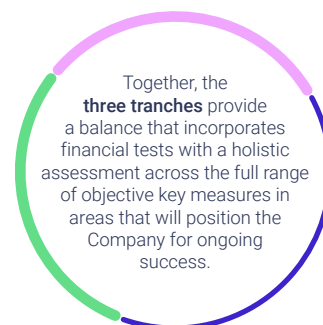 Together, the
three tranches provide
a balance that incorporates
financial tests with a holistic
assessment across the full range
of objective key measures in
areas that will position the
Company for ongoing
success.